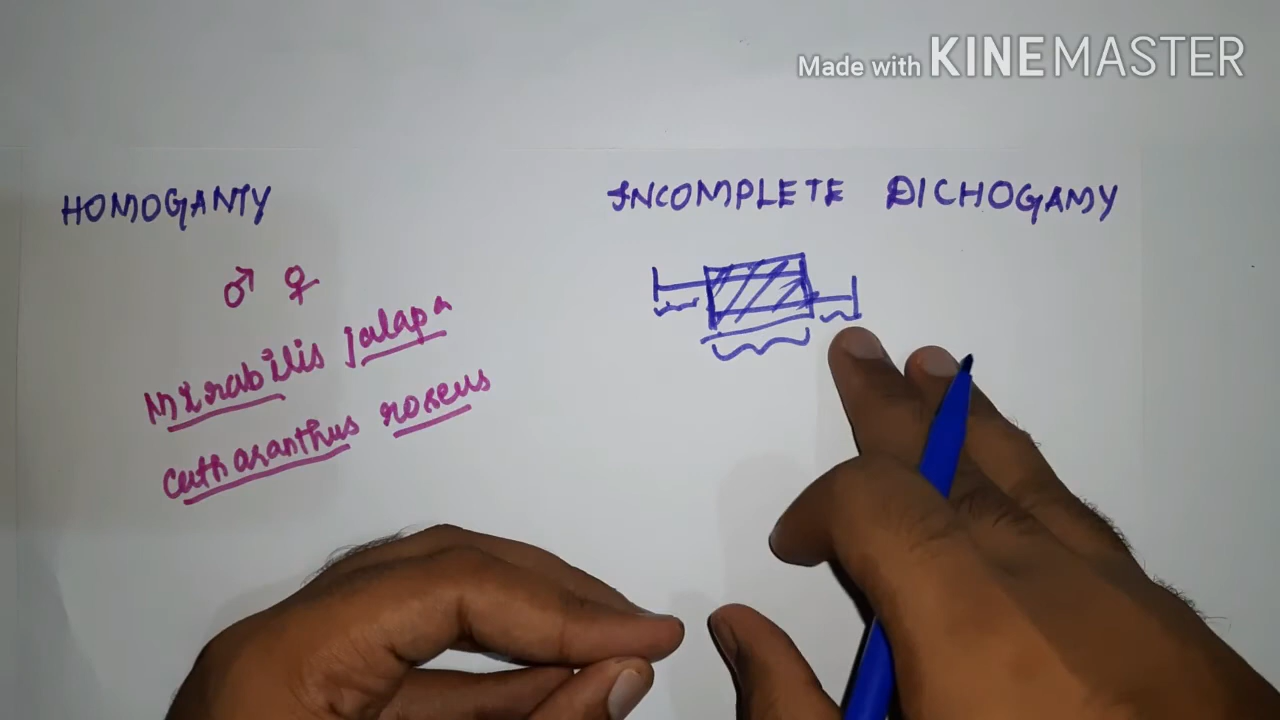 Made with KINEMASTER
HOMOGAMY
INCOMPLETE DICHOGAMY
♂ ♀
Mirabilis jalapa
Catharanthus roseus